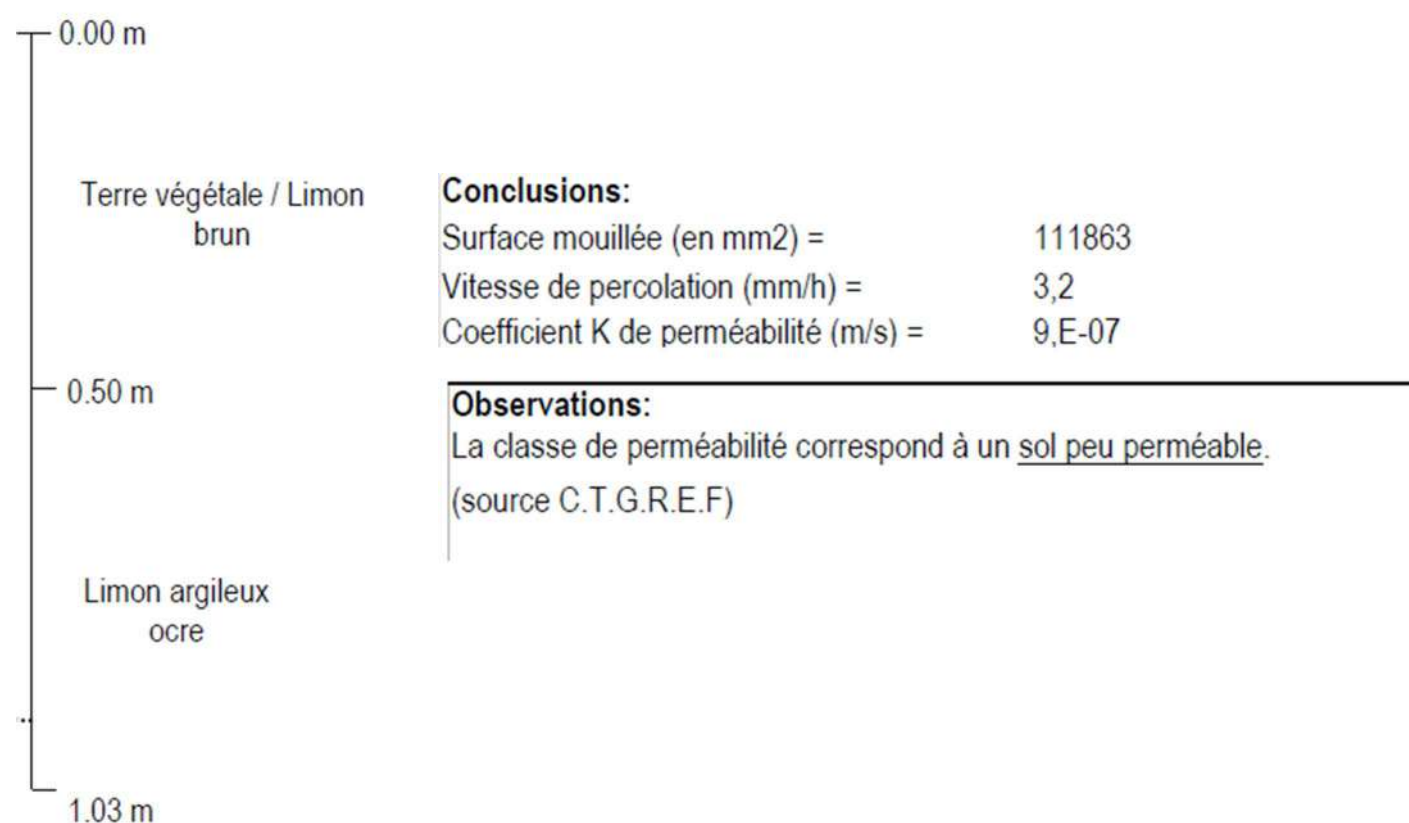 0.00 m
Terre végétale / Limon
brun
Conclusions:
Surface mouillée (en mm2) = 111863
Vitesse de percolation (mm/h) = 3,2
Coefficient K de perméabilité (m/s) = 9,E-07
0.50 m
Observations:
La classe de perméabilité correspond à un sol peu perméable.
(source C.T.G.R.E.F)
Limon argileux
ocre
1.03 m